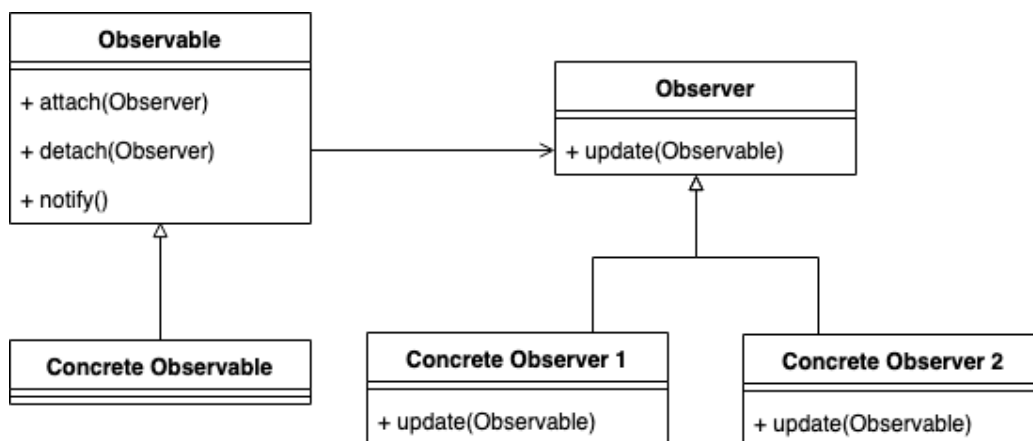 Observable
+ attach(Observer)
+ detach(Observer)
+ notify()
Observer
+ update(Observable)
Concrete Observable
Concrete Observer 1
+ update(Observable)
Concrete Observer 2
+ update(Observable)